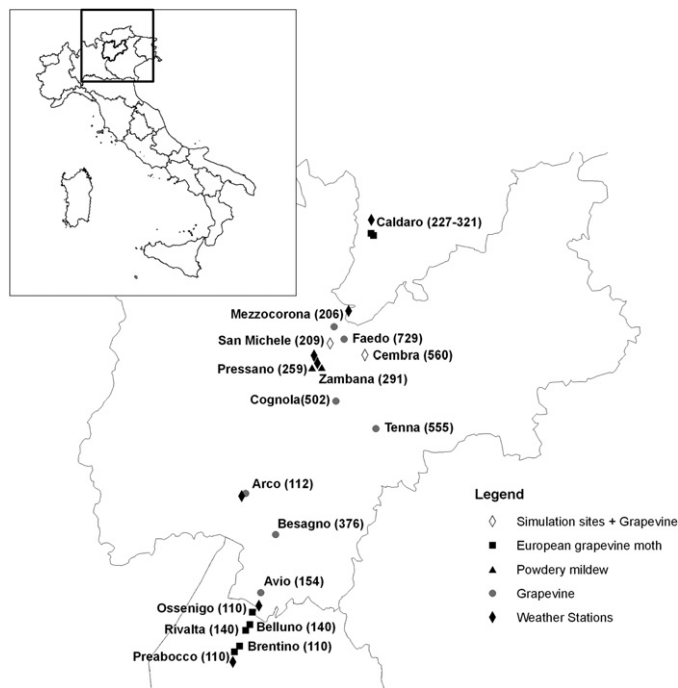 Caldaro (227-321)
Mezzocorona (206)
San Michele (209)
Faedo (729)
Cembra (560)
Pressano (259)
Zambana (291)
Cognola(502)
Tenna (555)
Arco (112)
Besagno (376)
Avio (154)
Ossenigo (110)
Rivalta (140)
Belluno (140)
Brentino (110)
Preabocco (110)
Legend
Simulation sites + Grapevine
European grapevine moth
Powdery mildew
Grapevine
Weather Stations